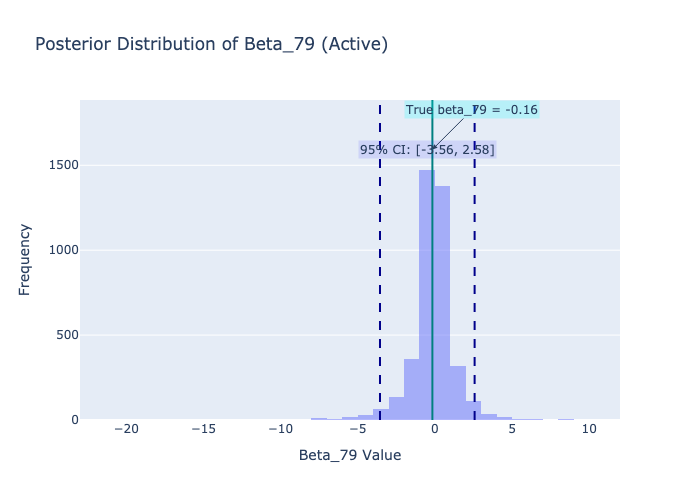 Posterior Distribution of Beta_79 (Active)
True beta_79 = -0.16
95% CI: [-3.56, 2.58]
1500
1000
500
0
Frequency
−20 −15 −10 −5 0 5 10
Beta_79 Value